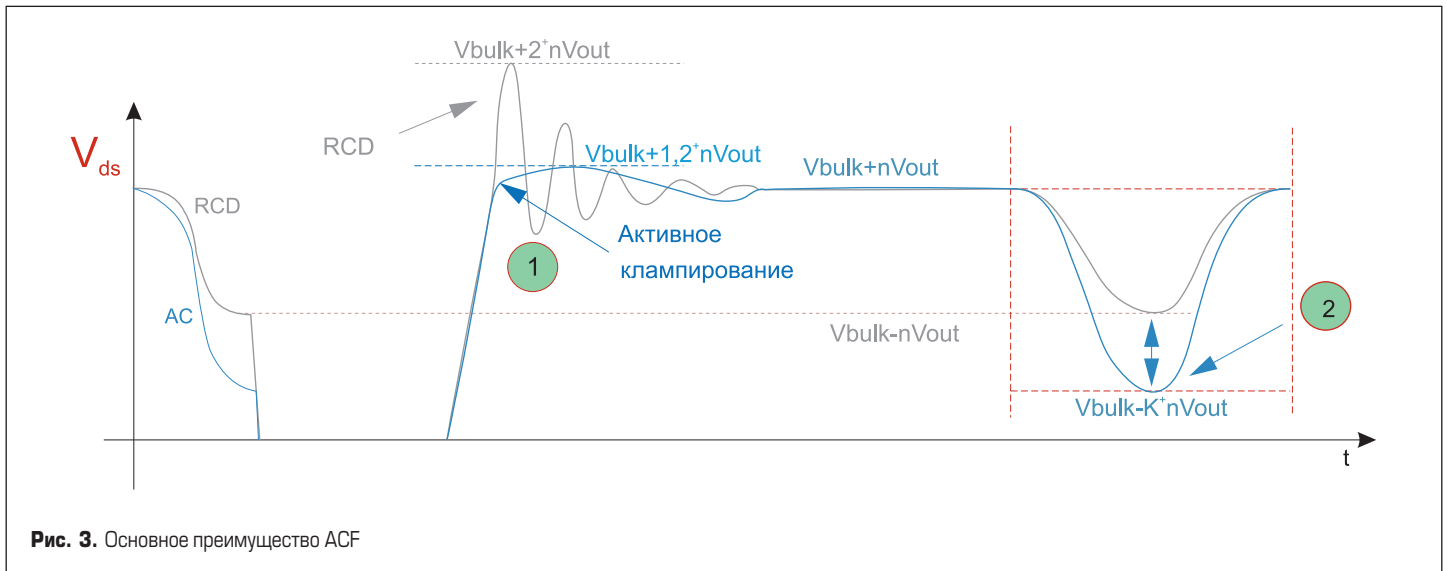 Vbulk+2⁺nVout
RCD
Vds
Vbulk+1,2⁺nVout
Vbulk+nVout
RCD
Активное
клампирование
1
2
AC
Vbulk-nVout
Vbulk-K⁺nVout
t
Рис. 3. Основное преимущество ACF